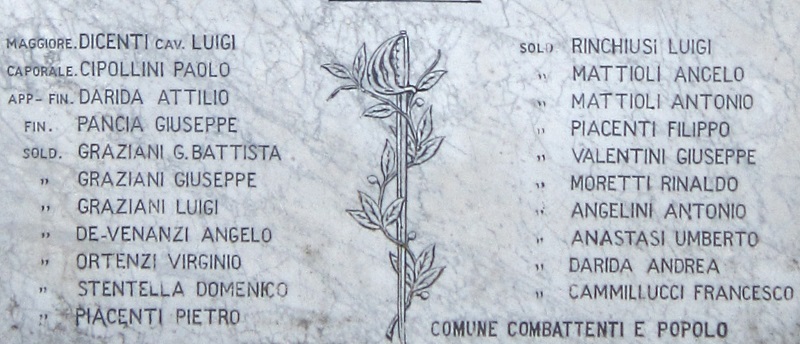 MAGGIORE. DICENTI CAV. LUIGI
CAPORALE. CIPOLLINI PAOLO
APP-FIN. DARIDA ATTILIO
FIN. PANCIA GIUSEPPE
SOLD. GRAZIANI G. BATTISTA
„ GRAZIANI GIUSEPPE
„ GRAZIANI LUIGI
„ DE-VENANZI ANGELO
„ ORTENZI VIRGINIO
„ STENTELLA DOMENICO
„ PIACENTI PIETRO
SOLD RINCHIUSI LUIGI
„ MATTIOLI ANGELO
„ MATTIOLI ANTONIO
„ PIACENTI FILIPPO
„ VALENTINI GIUSEPPE
„ MORETTI RINALDO
„ ANGELINI ANTONIO
„ ANASTASI UMBERTO
„ DARIDA ANDREA
„ CAMMILLUCCI FRANCESCO
COMUNE COMBATTENTI E POPOLO